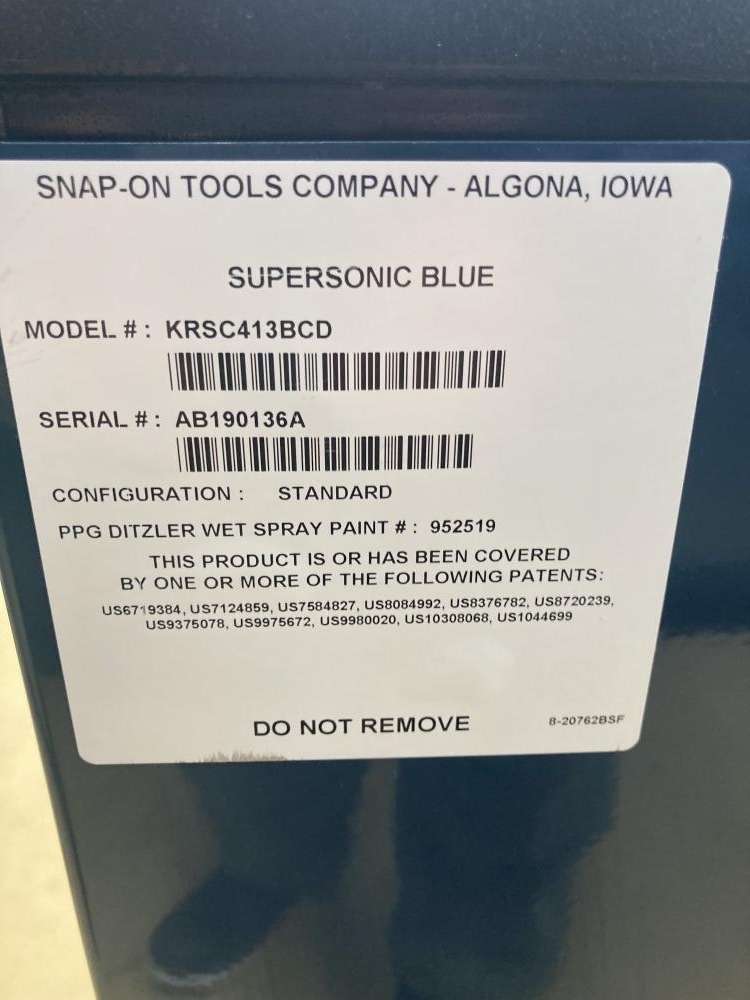 SNAP-ON TOOLS COMPANY - ALGONA, IOWA
SUPERSONIC BLUE
MODEL # : KRSC413BCD
SERIAL # : AB190136A
CONFIGURATION : STANDARD
PPG DITZLER WET SPRAY PAINT # : 952519
THIS PRODUCT IS OR HAS BEEN COVERED
BY ONE OR MORE OF THE FOLLOWING PATENTS:
US6719384, US7124859, US7584827, US8084992, US8376782, US8720239,
US9375078, US9975672, US9980020, US10308068, US1044699
DO NOT REMOVE
8-20762BSF